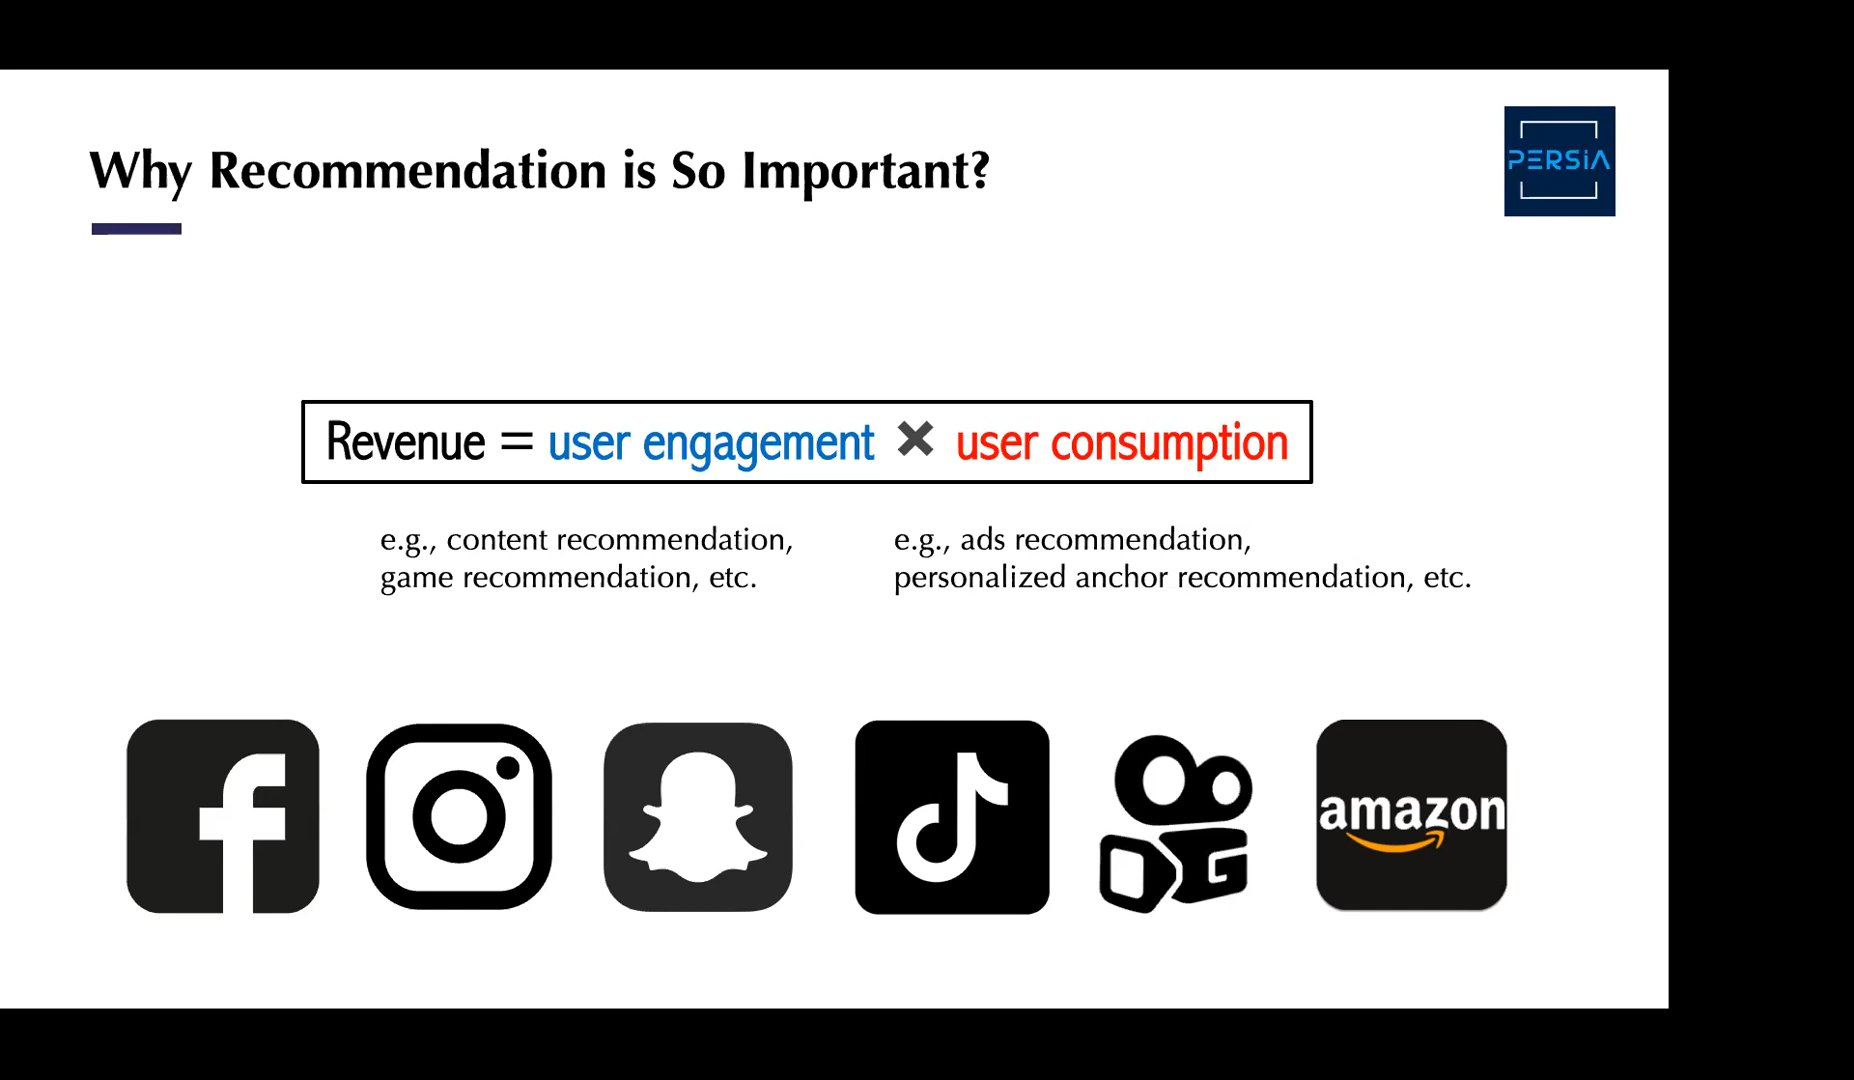 Why Recommendation is So Important?
PERSiA
Revenue = user engagement × user consumption
e.g., content recommendation,
game recommendation, etc.
e.g., ads recommendation,
personalized anchor recommendation, etc.
amazon